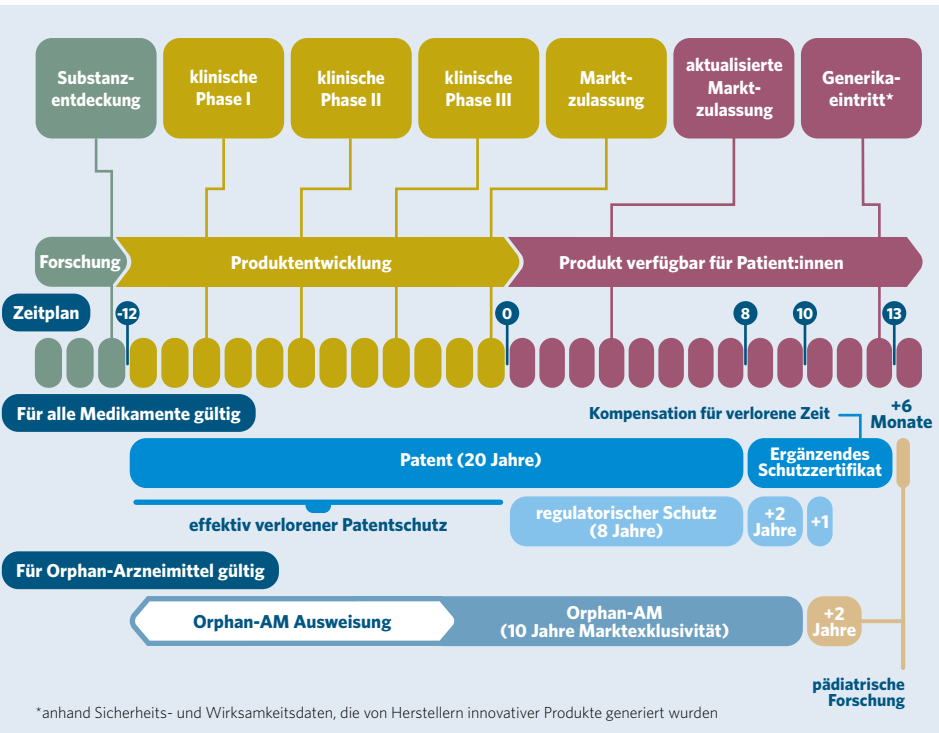 Substanz-
entdeckung
klinische
Phase I
klinische
Phase II
klinische
Phase III
Markt-
zulassung
aktualisierte
Markt-
zulassung
Generika-
eintritt*
Forschung
Produktentwicklung
Produkt verfügbar für Patient:innen
Zeitplan
-12
0
8
10
13
Für alle Medikamente gültig
Kompensation für verlorene Zeit
+6
Monate
Patent (20 Jahre)
Ergänzendes
Schutzzertifikat
effektiv verlorener Patentschutz
regulatorischer Schutz
(8 Jahre)
+2
Jahre
+1
Für Orphan-Arzneimittel gültig
Orphan-AM Ausweisung
Orphan-AM
(10 Jahre Marktexklusivität)
+2
Jahre
pädiatrische
Forschung
*anhand Sicherheits- und Wirksamkeitsdaten, die von Herstellern innovativer Produkte generiert wurden